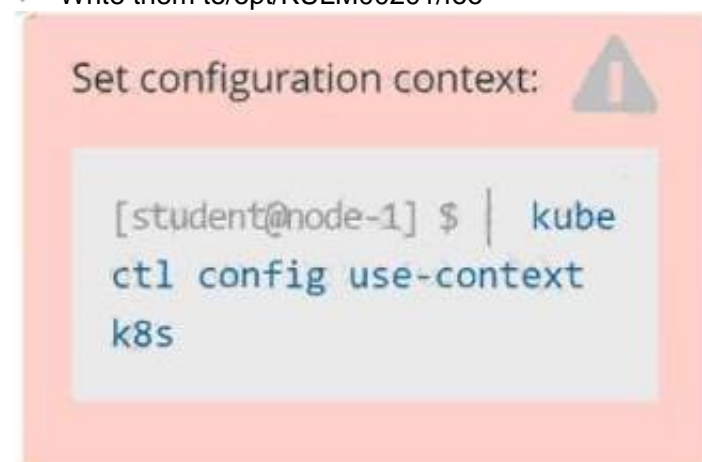 Set configuration context:
[student@node-1] $ | kube
ctl config use-context
k8s